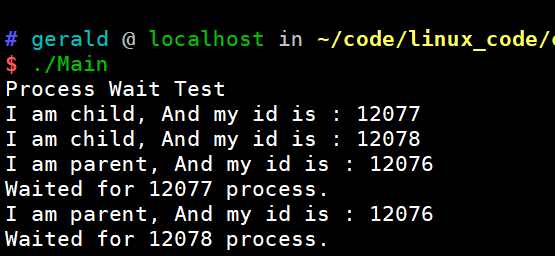 # gerald @ localhost in ~/code/linux_code/
$ ./Main
Process Wait Test
I am child, And my id is : 12077
I am child, And my id is : 12078
I am parent, And my id is : 12076
Waited for 12077 process.
I am parent, And my id is : 12076
Waited for 12078 process.